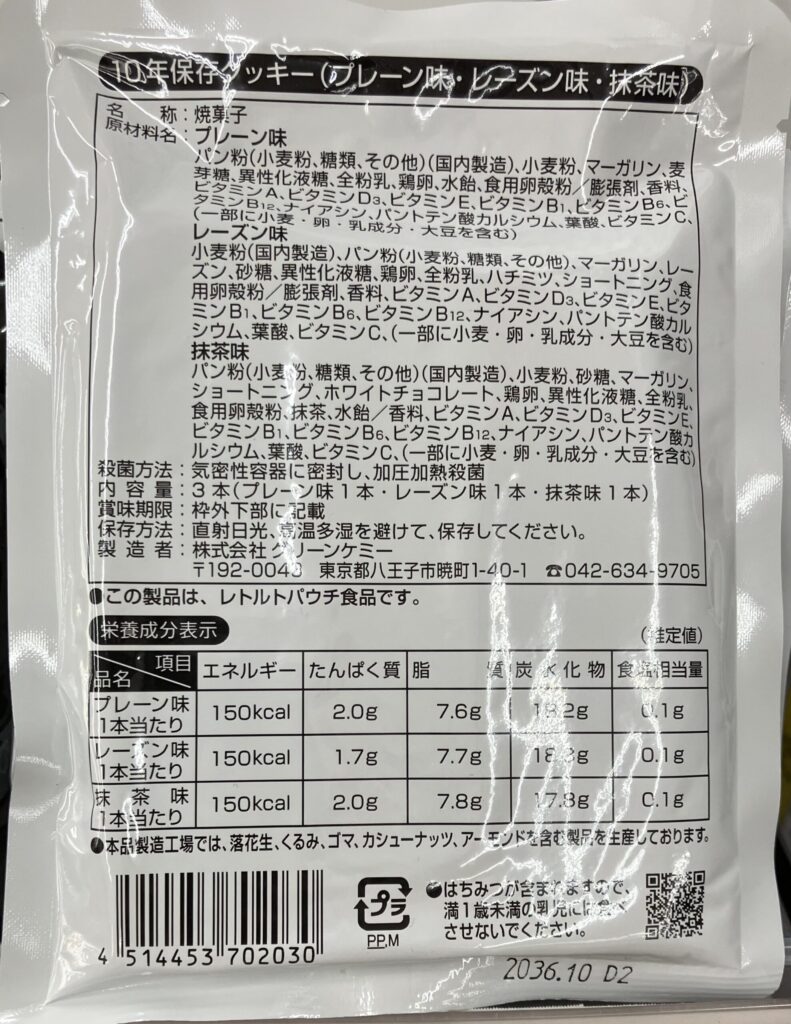 10年保存クッキー(プレーン味・レーズン味・抹茶味)
名称:焼菓子
原材料名:プレーン味
パン粉(小麦粉、糖類、その他)(国内製造)、小麦粉、マーガリン、麦
芽糖、異性化液糖、全粉乳、鶏卵、水飴、食用卵殻粉/膨張剤、香料、
ビタミンA、ビタミンD3、ビタミンE、ビタミンB1、ビタミンB6、ビ
タミンB12、ナイアシン、パントテン酸カルシウム、葉酸、ビタミンC、
(一部に小麦・卵・乳成分・大豆を含む)
レーズン味
小麦粉(国内製造)、パン粉(小麦粉、糖類、その他)、マーガリン、レー
ズン、砂糖、異性化液糖、鶏卵、全粉乳、ハチミツ、ショートニング、食
用卵殻粉/膨張剤、香料、ビタミンA、ビタミンD3、ビタミンE、ビタ
ミンB1、ビタミンB6、ビタミンB12、ナイアシン、パントテン酸カル
シウム、葉酸、ビタミンC、(一部に小麦・卵・乳成分・大豆を含む)
抹茶味
パン粉(小麦粉、糖類、その他)(国内製造)、小麦粉、砂糖、マーガリン、
ショートニング、ホワイトチョコレート、鶏卵、異性化液糖、全粉乳、
食用卵殻粉、抹茶、水飴/香料、ビタミンA、ビタミンD3、ビタミンE、
ビタミンB1、ビタミンB6、ビタミンB12、ナイアシン、パントテン酸カ
ルシウム、葉酸、ビタミンC、(一部に小麦・卵・乳成分・大豆を含む)
殺菌方法:気密性容器に密封し、加圧加熱殺菌
内容量:3本(プレーン味1本・レーズン味1本・抹茶味1本)
賞味期限:枠外下部に記載
保存方法:直射日光、高温多湿を避けて、保存してください。
製造者:株式会社グリーンケミー
〒192-0043 東京都八王子市暁町1-40-1 ☎042-634-9705
●この製品は、レトルトパウチ食品です。
栄養成分表示 (推定値)
項目 品名 エネルギー たんぱく質 脂質 炭水化物 食塩相当量
プレーン味 1本当たり 150kcal 2.0g 7.6g 0.1g
レーズン味 1本当たり 150kcal 1.7g 7.7g 18.3g 0.1g
抹茶味 1本当たり 150kcal 2.0g 7.8g 17.8g 0.1g
●本品製造工場では、落花生、くるみ、ゴマ、カシューナッツ、アーモンドを含む製品を生産しております。
4 514453 702030
プラ
PP,M
●はちみつが含まれますので、
満1歳未満の乳児には食べ
させないでください。
2036.10 D2